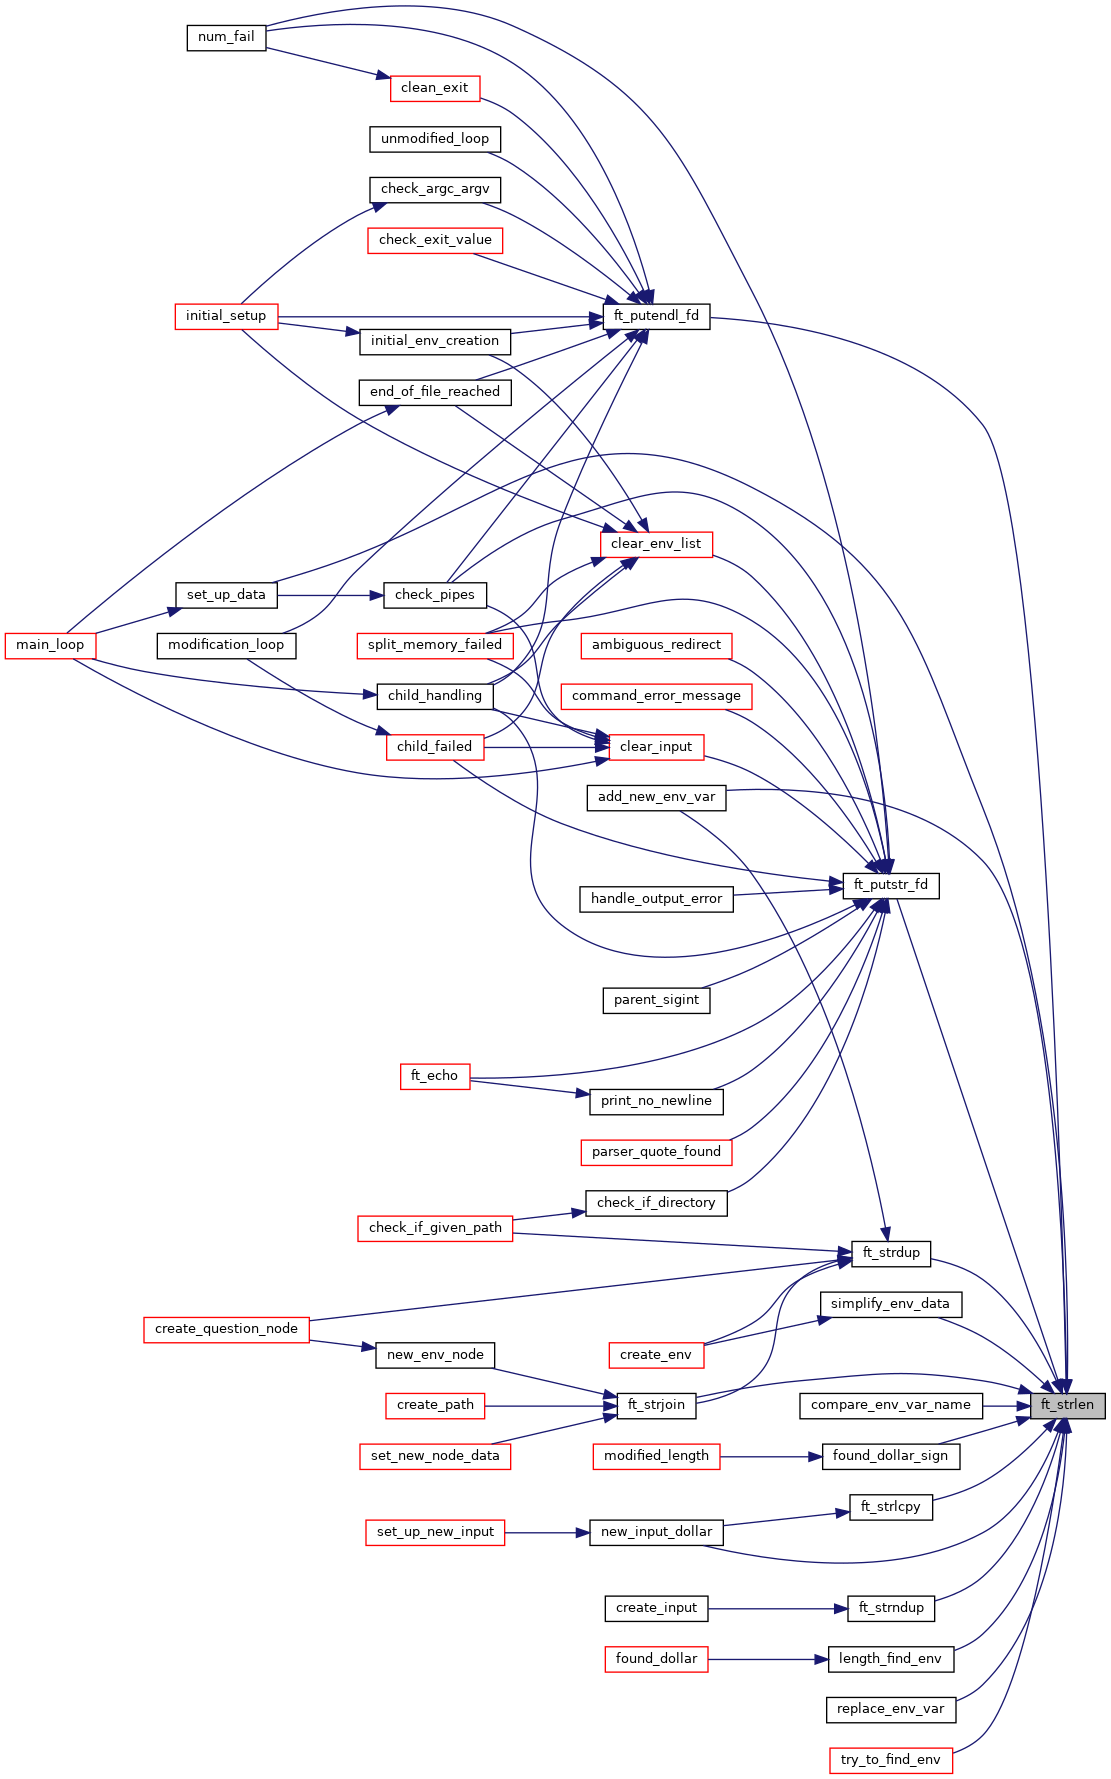 num_fail
clean_exit
unmodified_loop
check_argc_argv
check_exit_value
initial_setup
ft_putendl_fd
initial_env_creation
end_of_file_reached
clear_env_list
set_up_data
check_pipes
main_loop
modification_loop
split_memory_failed
ambiguous_redirect
child_handling
command_error_message
child_failed
clear_input
add_new_env_var
ft_putstr_fd
handle_output_error
parent_sigint
ft_echo
print_no_newline
parser_quote_found
check_if_directory
check_if_given_path
ft_strdup
simplify_env_data
create_question_node
new_env_node
create_env
create_path
ft_strjoin
compare_env_var_name
ft_strlen
set_new_node_data
modified_length
found_dollar_sign
ft_strlcpy
set_up_new_input
new_input_dollar
create_input
ft_strndup
found_dollar
length_find_env
replace_env_var
try_to_find_env